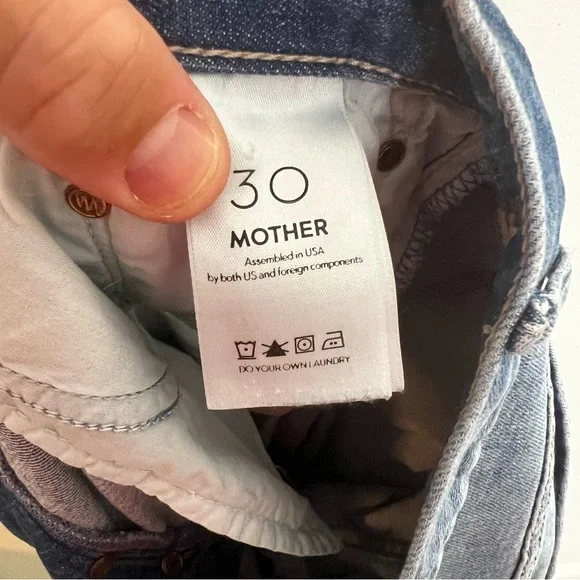 30
MOTHER
Assembled in USA
by both US and foreign components
DO YOUR OWN LAUNDRY